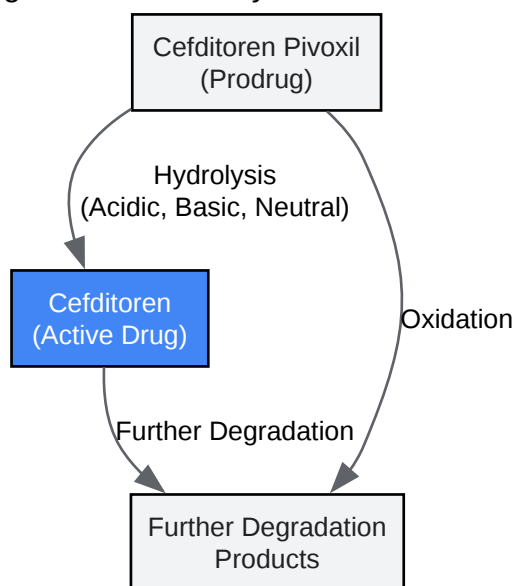 Cefditoren Pivoxil
(Prodrug)
Hydrolysis
(Acidic, Basic, Neutral)
Cefditoren
(Active Drug)
Oxidation
Further Degradation
Further Degradation
Products